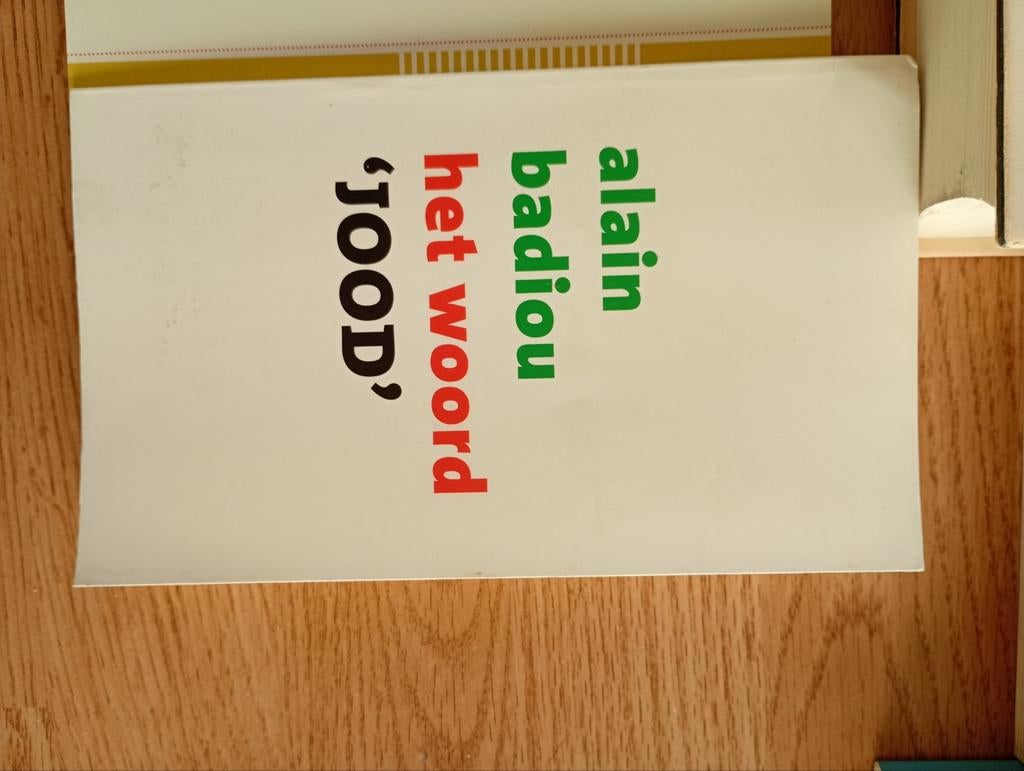 alain
badiou
het woord
‘JOOD’